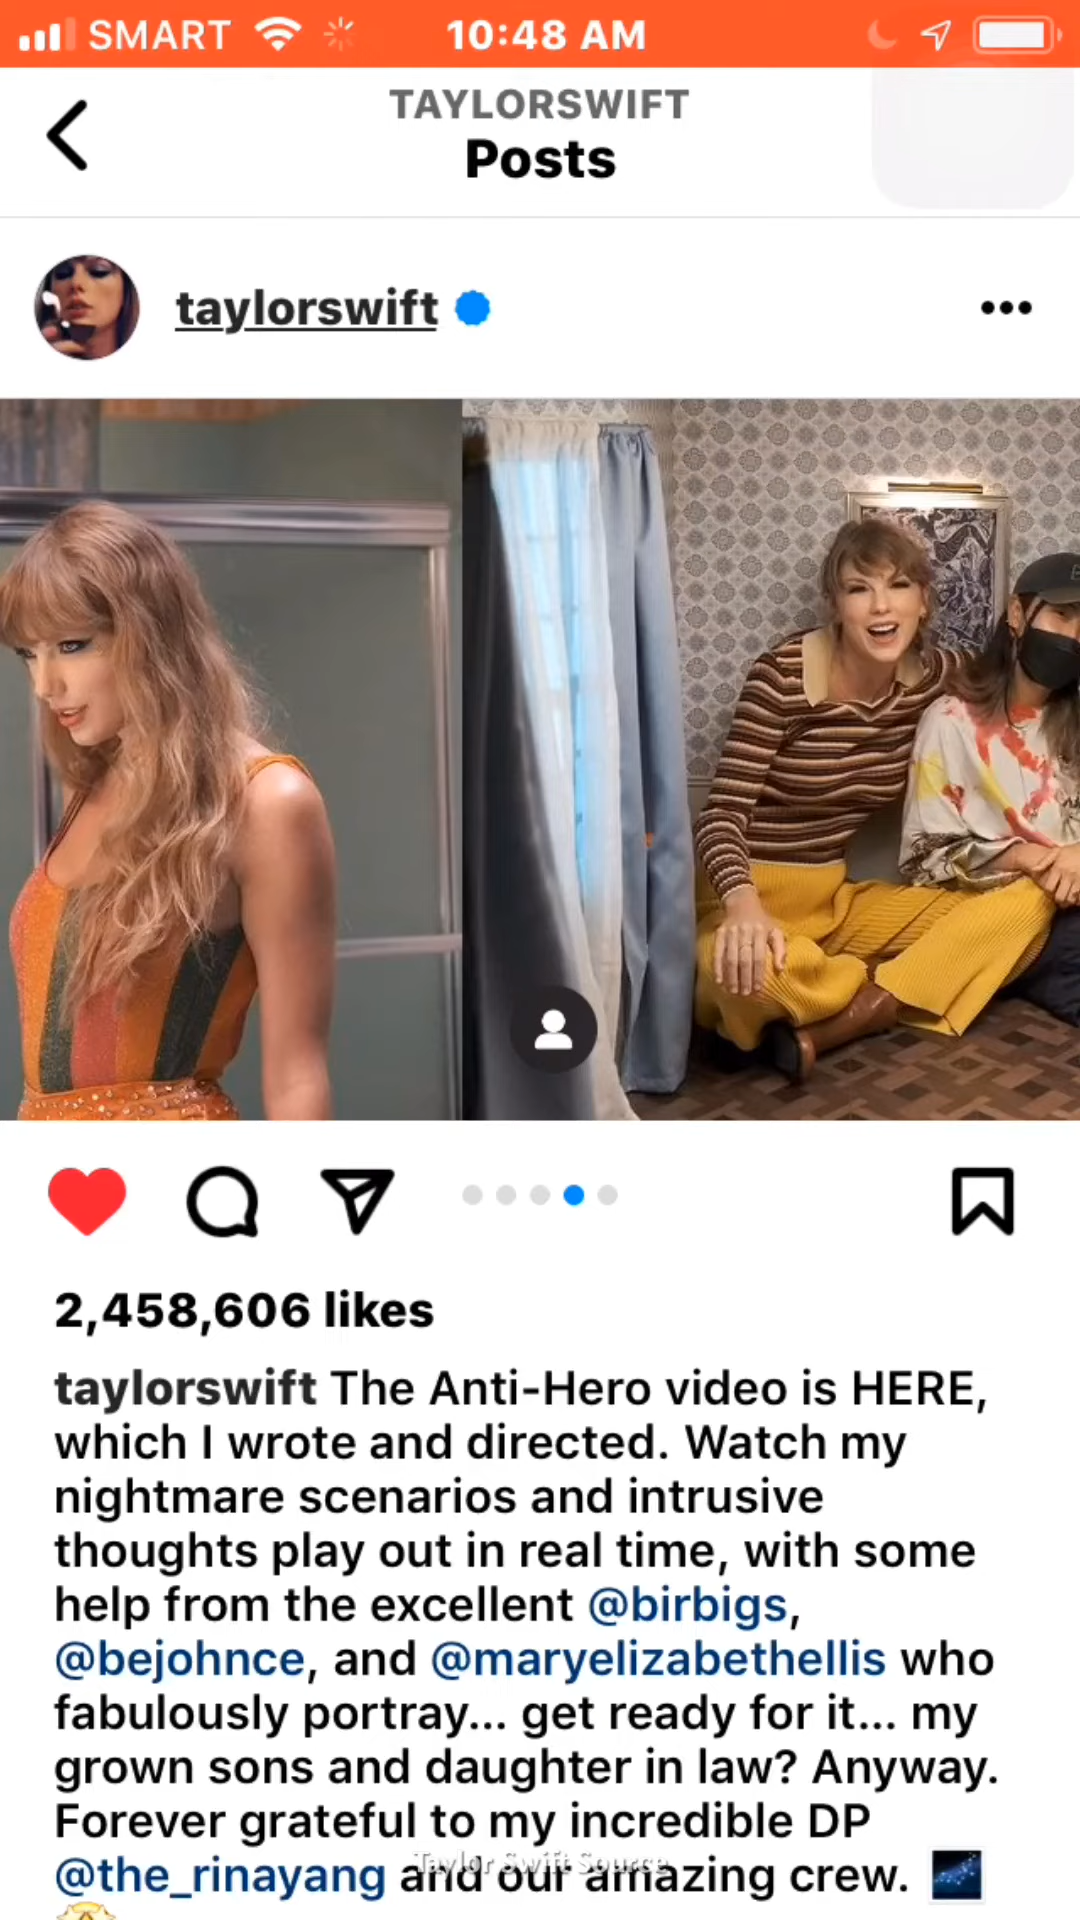 SMART 10:48 AM
TAYLORSWIFT
Posts
taylorswift
2,458,606 likes
taylorswift The Anti-Hero video is HERE,
which I wrote and directed. Watch my
nightmare scenarios and intrusive
thoughts play out in real time, with some
help from the excellent @birbigs,
@bejohnce, and @maryelizabethellis who
fabulously portray... get ready for it... my
grown sons and daughter in law? Anyway.
Forever grateful to my incredible DP
@the_rinayang and our amazing crew.
Taylor Swift Source